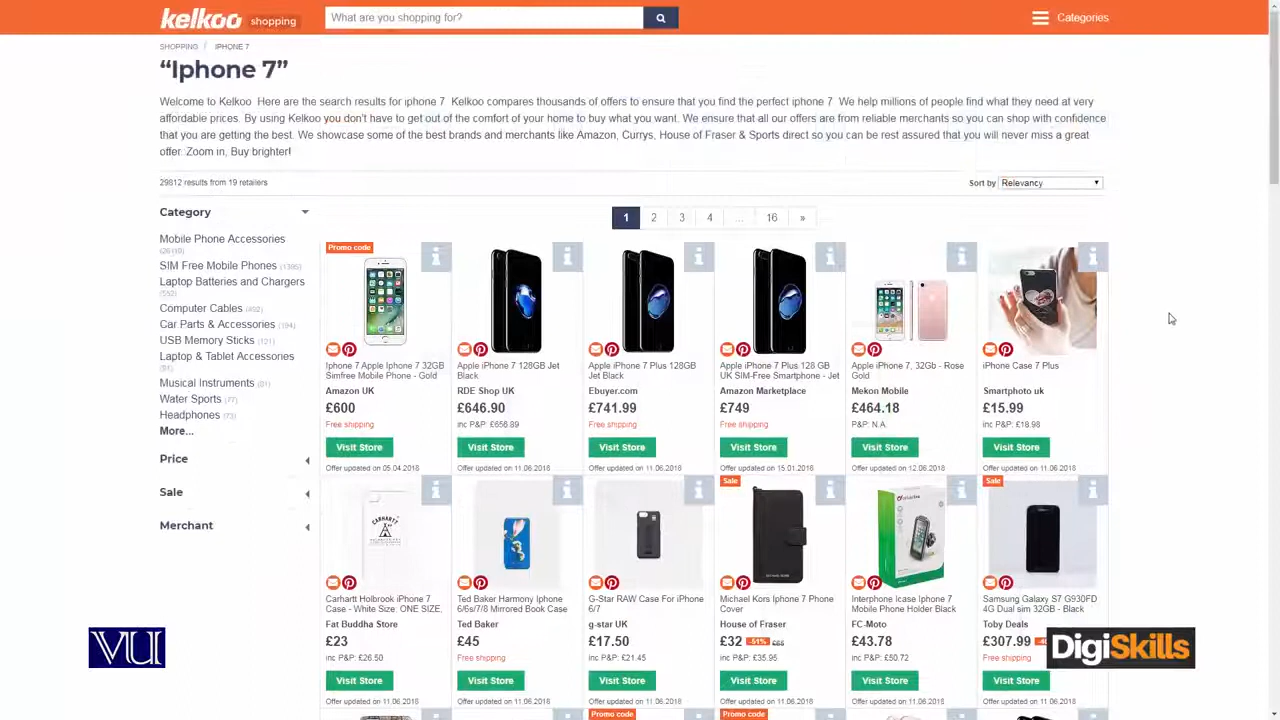 kelkoo shopping
What are you shopping for?
Categories
SHOPPING / IPHONE 7
“Iphone 7”
Welcome to Kelkoo Here are the search results for iphone 7 Kelkoo compares thousands of offers to ensure that you find the perfect iphone 7 We help millions of people find what they need at very
affordable prices. By using Kelkoo you don't have to get out of the comfort of your home to buy what you want. We ensure that all our offers are from reliable merchants so you can shop with confidence
that you are getting the best. We showcase some of the best brands and merchants like Amazon, Currys, House of Fraser & Sports direct so you can be rest assured that you will never miss a great
offer. Zoom in, Buy brighter!
29812 results from 19 retailers
Sort by Relevancy
Category
1 2 3 4 ... 16 »
Mobile Phone Accessories
SIM Free Mobile Phones (1395)
Laptop Batteries and Chargers
(552)
Computer Cables (492)
Car Parts & Accessories (194)
USB Memory Sticks (121)
Laptop & Tablet Accessories
(91)
Musical Instruments (81)
Water Sports (77)
Headphones (73)
More...
Price
Sale
Merchant
Promo code
Iphone 7 Apple Iphone 7 32GB
Simfree Mobile Phone - Gold
Amazon UK
£600
Free shipping
Visit Store
Offer updated on 05.04.2018
Apple iPhone 7 128GB Jet
Black
RDE Shop UK
£646.90
inc P&P: £656.89
Visit Store
Offer updated on 11.06.2018
Apple iPhone 7 Plus 128GB
Jet Black
Ebuyer.com
£741.99
Free shipping
Visit Store
Offer updated on 11.06.2018
Apple iPhone 7 Plus 128 GB
UK SIM-Free Smartphone - Jet
Amazon Marketplace
£749
Free shipping
Visit Store
Offer updated on 15.01.2018
Apple iPhone 7, 32Gb - Rose
Gold
Mekon Mobile
£464.18
P&P: N.A.
Visit Store
Offer updated on 12.06.2018
iPhone Case 7 Plus
Smartphoto uk
£15.99
inc P&P: £18.98
Visit Store
Offer updated on 11.06.2018
CARHARTT
Carhartt Holbrook iPhone 7
Case - White Size: ONE SIZE,
Fat Buddha Store
£23
inc P&P: £26.50
Visit Store
Offer updated on 11.06.2018
Ted Baker Harmony Iphone
6/6s/7/8 Mirrored Book Case
Ted Baker
£45
Free shipping
Visit Store
Offer updated on 11.06.2018
G-Star RAW Case For iPhone
6/7
g-star UK
£17.50
inc P&P: £21.45
Visit Store
Offer updated on 11.06.2018
Sale
Michael Kors Iphone 7 Phone
Cover
House of Fraser
£32 -51% £65
inc P&P: £35.95
Visit Store
Offer updated on 11.06.2018
Interphone Icase Iphone 7
Mobile Phone Holder Black
FC-Moto
£43.78
inc P&P: £50.72
Visit Store
Offer updated on 11.06.2018
Sale
Samsung Galaxy S7 G930FD
4G Dual sim 32GB - Black
Toby Deals
£307.99
Free shipping
Visit Store
Offer updated on 11.06.2018
Promo code
Promo code
VU
DigiSkills